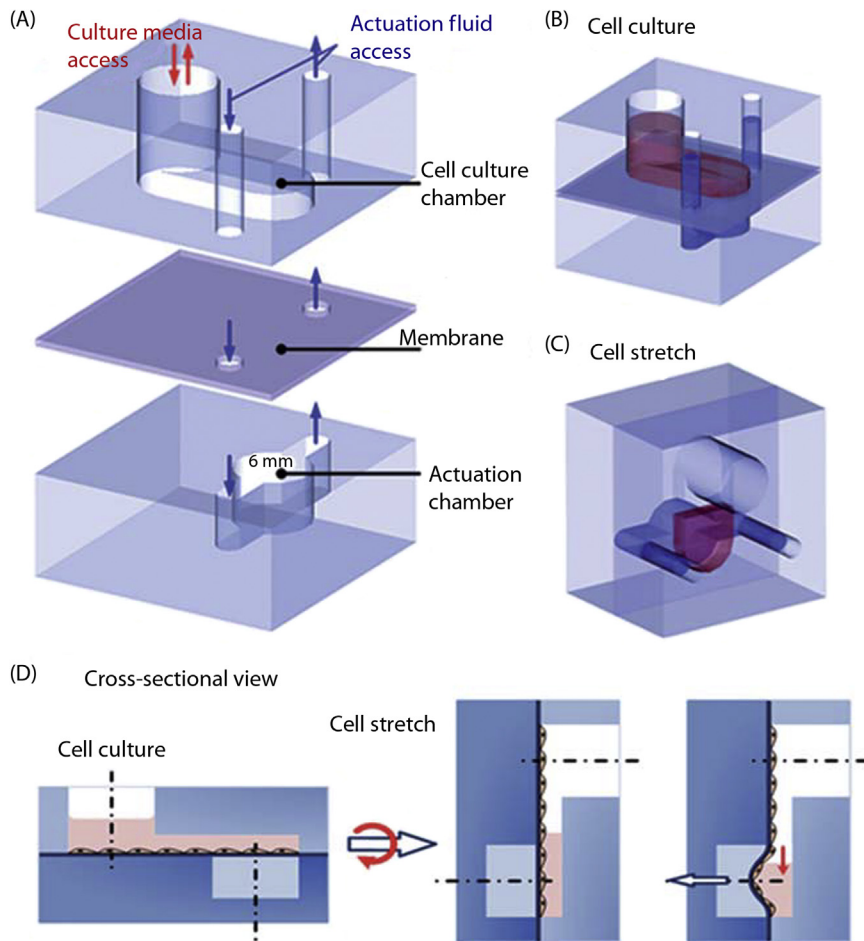 (A)
Culture media
access
Actuation fluid
access
Cell culture
chamber
Membrane
6 mm
Actuation
chamber
(B)
Cell culture
(C)
Cell stretch
(D)
Cross-sectional view
Cell culture
Cell stretch